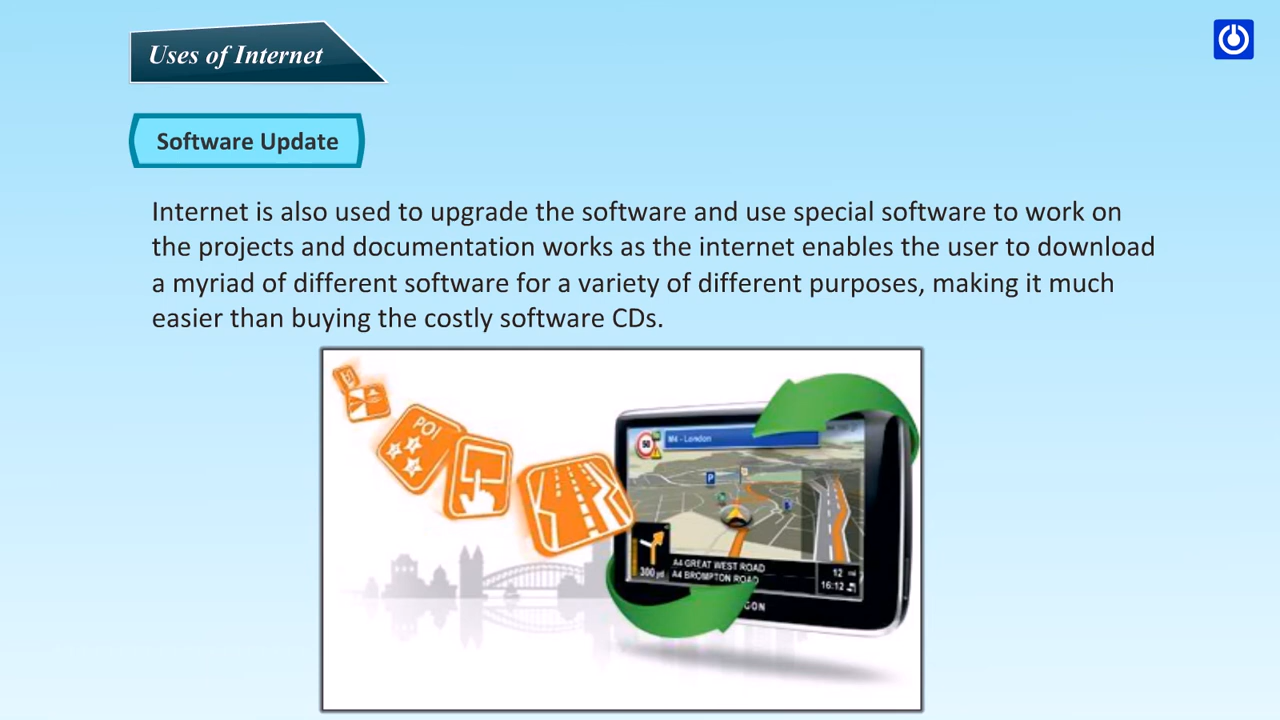 Uses of Internet
Software Update
Internet is also used to upgrade the software and use special software to work on
the projects and documentation works as the internet enables the user to download
a myriad of different software for a variety of different purposes, making it much
easier than buying the costly software CDs.
POI
50
M4 - London
P
A4 GREAT WEST ROAD
A4 BROMPTON ROAD
300 yd
12 mi
16:12
GON